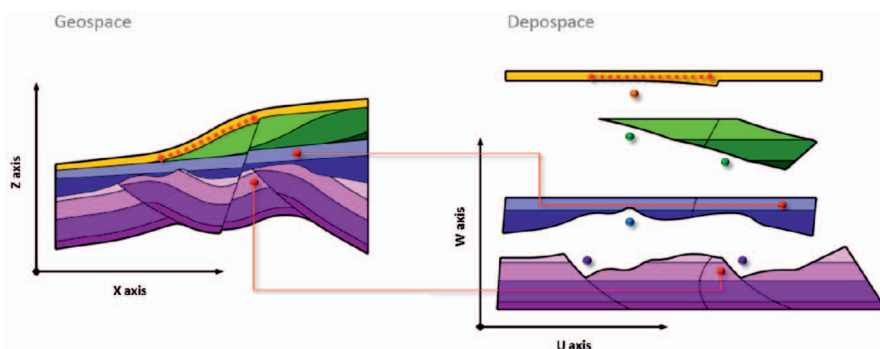 Geospace
Depospace
Z axis
X axis
W axis
U axis